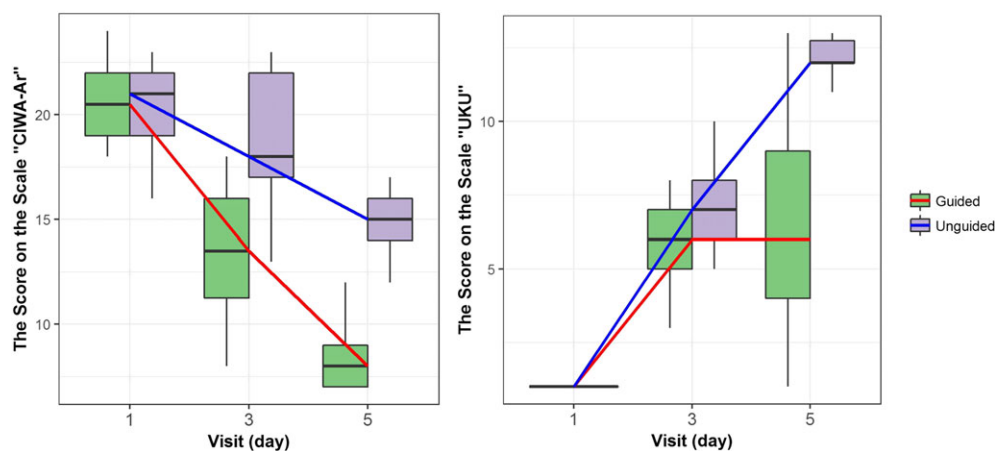 The Score on the Scale "CIWA-Ar"
20
15
10
1 3 5
Visit (day)
The Score on the Scale "UKU"
10
5
1 3 5
Visit (day)
Guided
Unguided